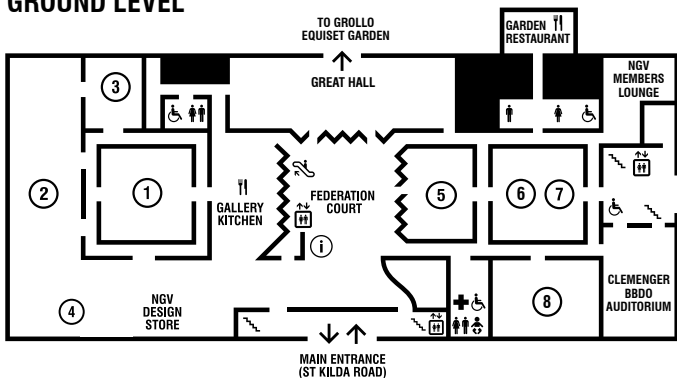 GROUND LEVEL
TO GROLLO
EQUISET GARDEN
GREAT HALL
GARDEN
RESTAURANT
NGV
MEMBERS
LOUNGE
3
2
1
GALLERY
KITCHEN
FEDERATION
COURT
i
5
6
7
4
NGV
DESIGN
STORE
8
CLEMENGER
BBDO
AUDITORIUM
MAIN ENTRANCE
(ST KILDA ROAD)